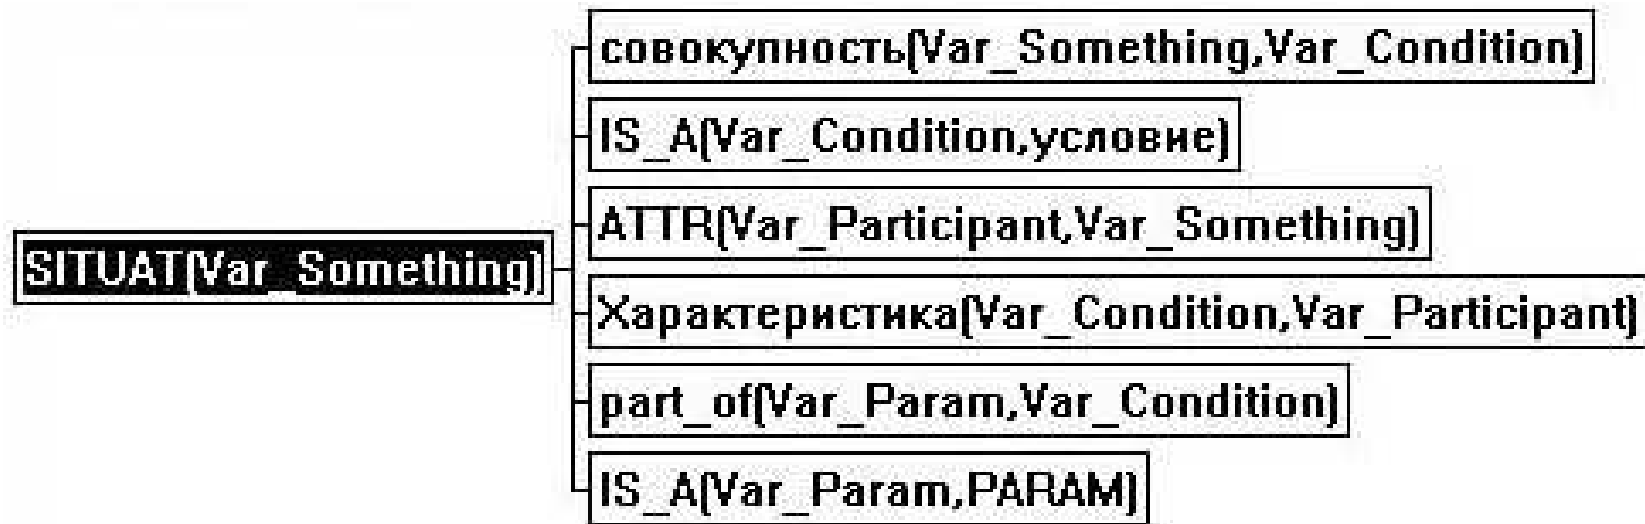 совокупность(Var_Something,Var_Condition)
IS_A(Var_Condition,условие)
ATTR(Var_Participant,Var_Something)
SITUAT(Var_Something)
Характеристика(Var_Condition,Var_Participant)
part_of(Var_Param,Var_Condition)
IS_A(Var_Param,PARAM)